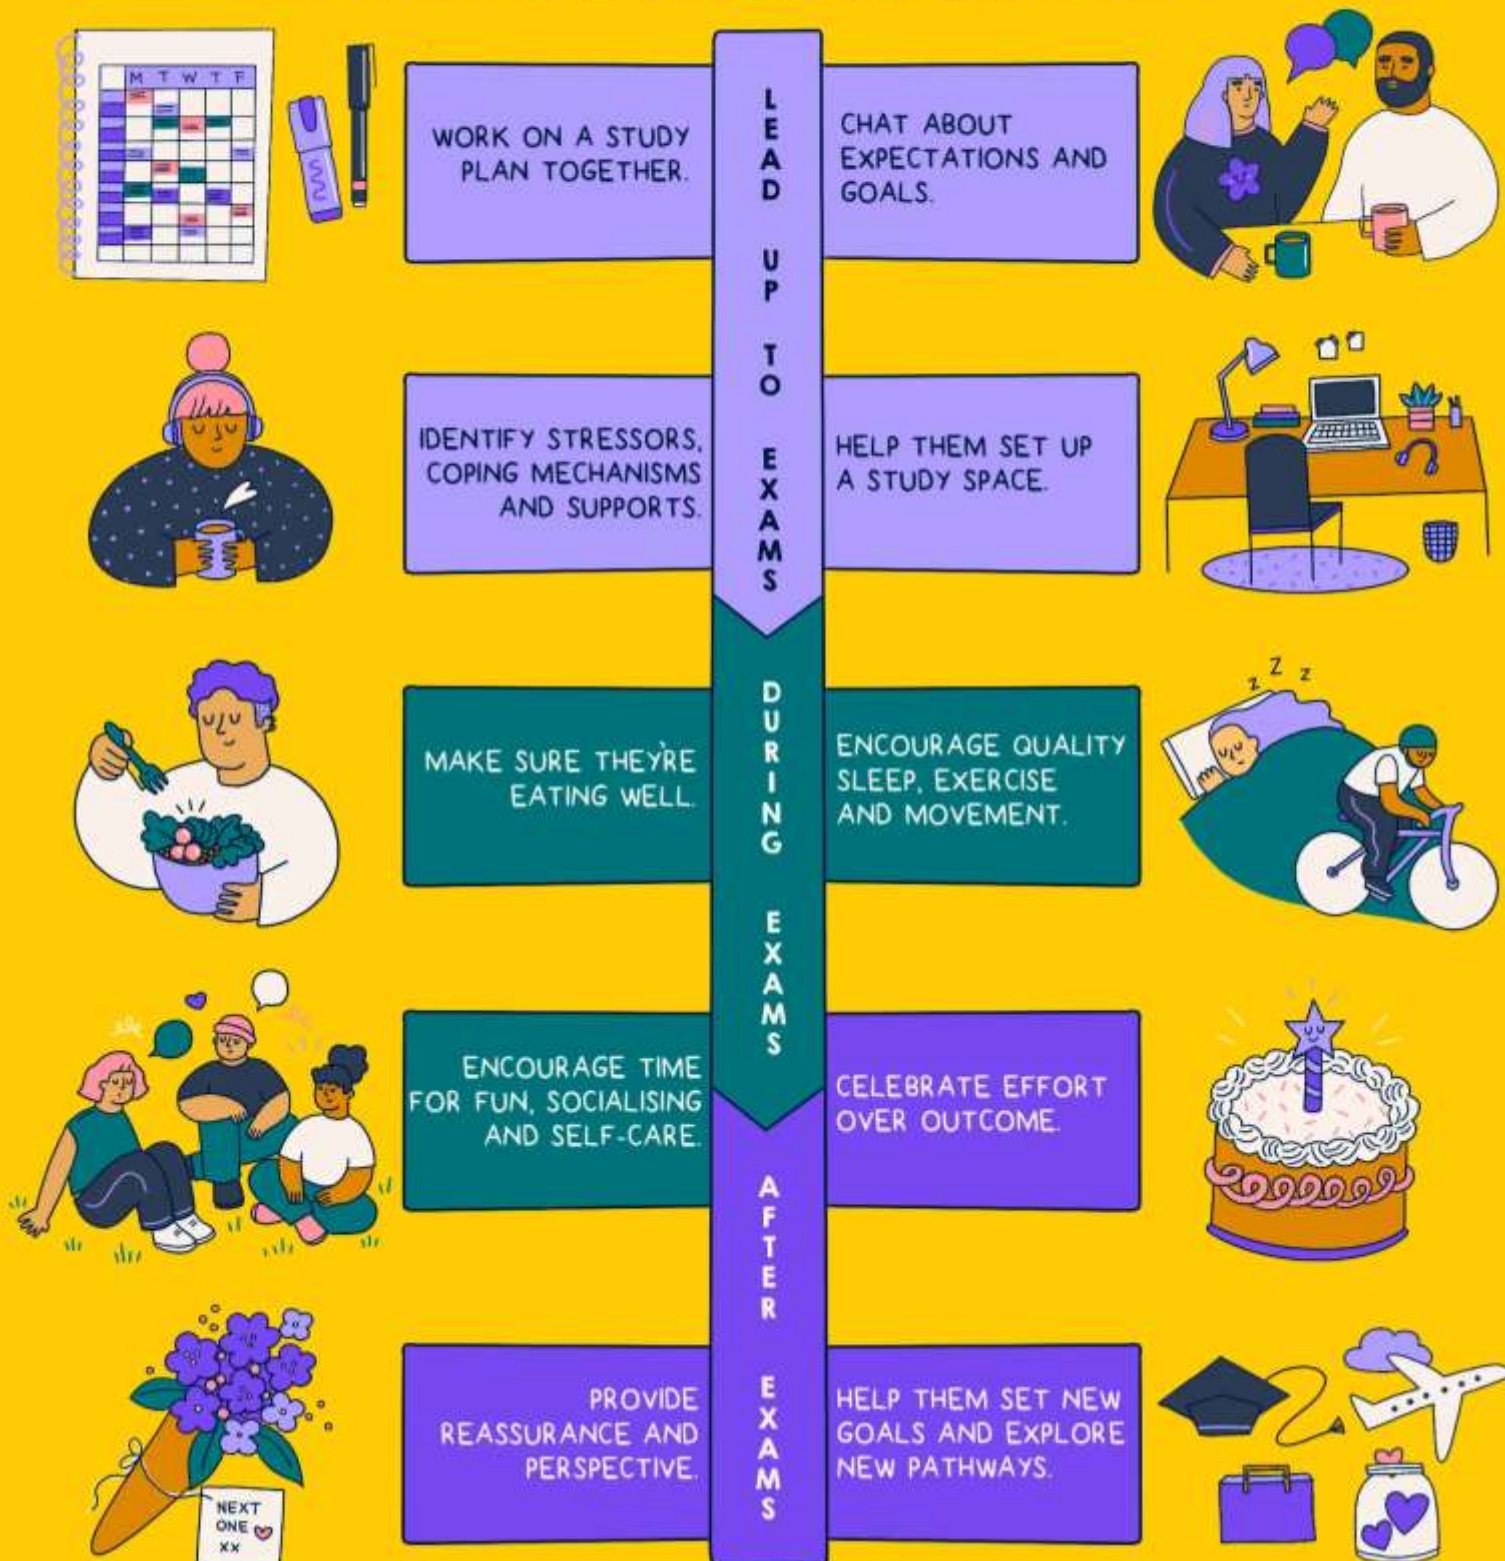 M T W T F
WORK ON A STUDY
PLAN TOGETHER.
LEAD UP TO EXAMS
CHAT ABOUT
EXPECTATIONS AND
GOALS.
IDENTIFY STRESSORS,
COPING MECHANISMS
AND SUPPORTS.
HELP THEM SET UP
A STUDY SPACE.
MAKE SURE THEY'RE
EATING WELL.
DURING EXAMS
Z Z Z
ENCOURAGE QUALITY
SLEEP, EXERCISE
AND MOVEMENT.
ENCOURAGE TIME
FOR FUN, SOCIALISING
AND SELF-CARE.
CELEBRATE EFFORT
OVER OUTCOME.
AFTER EXAMS
PROVIDE
REASSURANCE AND
PERSPECTIVE.
HELP THEM SET NEW
GOALS AND EXPLORE
NEW PATHWAYS.
NEXT
ONE
XX